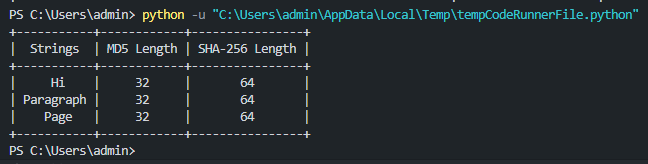 PS C:\Users\admin> python -u "C:\Users\admin\AppData\Local\Temp\tempCodeRunnerFile.python"
+-----------+------------+----------------+
|  Strings  | MD5 Length | SHA-256 Length |
+-----------+------------+----------------+
|     Hi    |     32     |       64       |
| Paragraph |     32     |       64       |
|    Page   |     32     |       64       |
+-----------+------------+----------------+
PS C:\Users\admin>